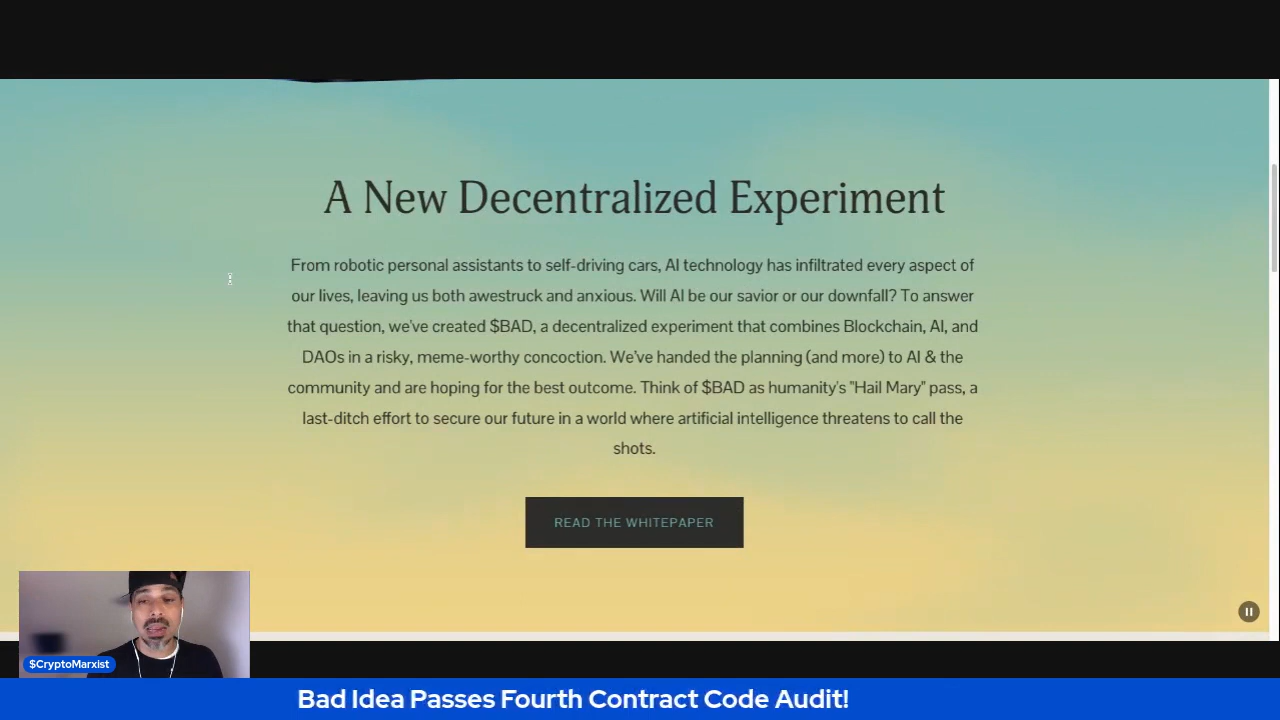 A New Decentralized Experiment
From robotic personal assistants to self-driving cars, AI technology has infiltrated every aspect of
our lives, leaving us both awestruck and anxious. Will AI be our savior or our downfall? To answer
that question, we've created $BAD, a decentralized experiment that combines Blockchain, AI, and
DAOs in a risky, meme-worthy concoction. We've handed the planning (and more) to AI & the
community and are hoping for the best outcome. Think of $BAD as humanity's "Hail Mary" pass, a
last-ditch effort to secure our future in a world where artificial intelligence threatens to call the
shots.
READ THE WHITEPAPER
$CryptoMarxist
Bad Idea Passes Fourth Contract Code Audit!